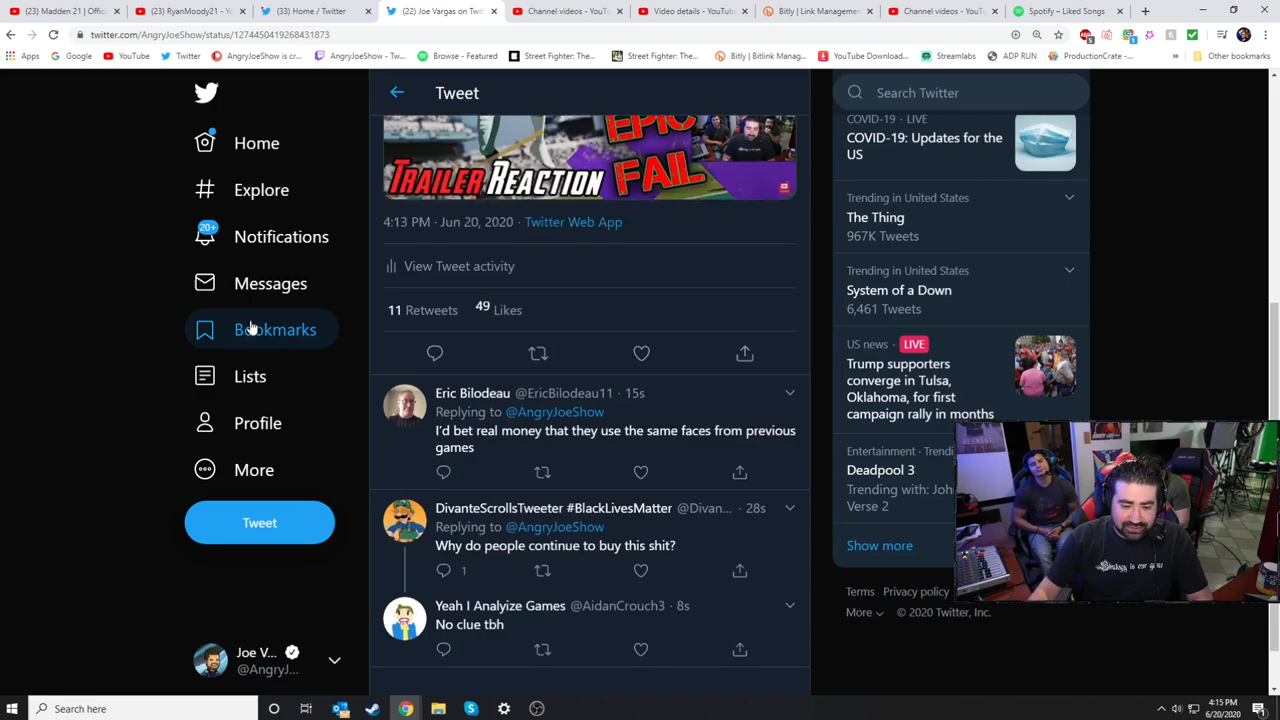 (23) Madden 21 | Offici
(23) RyanMoody21 - YouT
(33) Home / Twitter
(22) Joe Vargas on Twitter
Channel videos - YouTu
Video details - YouTube
Bitly | Link Management
Channel videos - YouTu
Spotify – Liked Songs
twitter.com/AngryJoeShow/status/1274450419268431873
Apps
Google
YouTube
Twitter
AngryJoeShow is cr...
AngryJoeShow - Tw...
Browse - Featured
Street Fighter: The...
Street Fighter: The...
Bitly | Bitlink Manag...
YouTube Download...
Streamlabs
ADP RUN
ProductionCrate - ...
Other bookmarks
Home
Explore
20+
Notifications
Messages
Bookmarks
Lists
Profile
More
Tweet
Joe V...
@AngryJ...
Tweet
EPIC
FAIL
TRAILER REACTION
4:13 PM · Jun 20, 2020 · Twitter Web App
View Tweet activity
11 Retweets 49 Likes
Eric Bilodeau @EricBilodeau11 · 15s
Replying to @AngryJoeShow
I'd bet real money that they use the same faces from previous
games
DivanteScrollsTweeter #BlackLivesMatter @Divan... · 28s
Replying to @AngryJoeShow
Why do people continue to buy this shit?
1
Yeah I Analyize Games @AidanCrouch3 · 8s
No clue tbh
Search Twitter
COVID-19 · LIVE
COVID-19: Updates for the
US
Trending in United States
The Thing
967K Tweets
Trending in United States
System of a Down
6,461 Tweets
US news · LIVE
Trump supporters
converge in Tulsa,
Oklahoma, for first
campaign rally in months
Entertainment · Trendi
Deadpool 3
Trending with: Joh
Verse 2
Show more
Terms Privacy policy
More © 2020 Twitter, Inc.
Search here
4:15 PM
6/20/2020